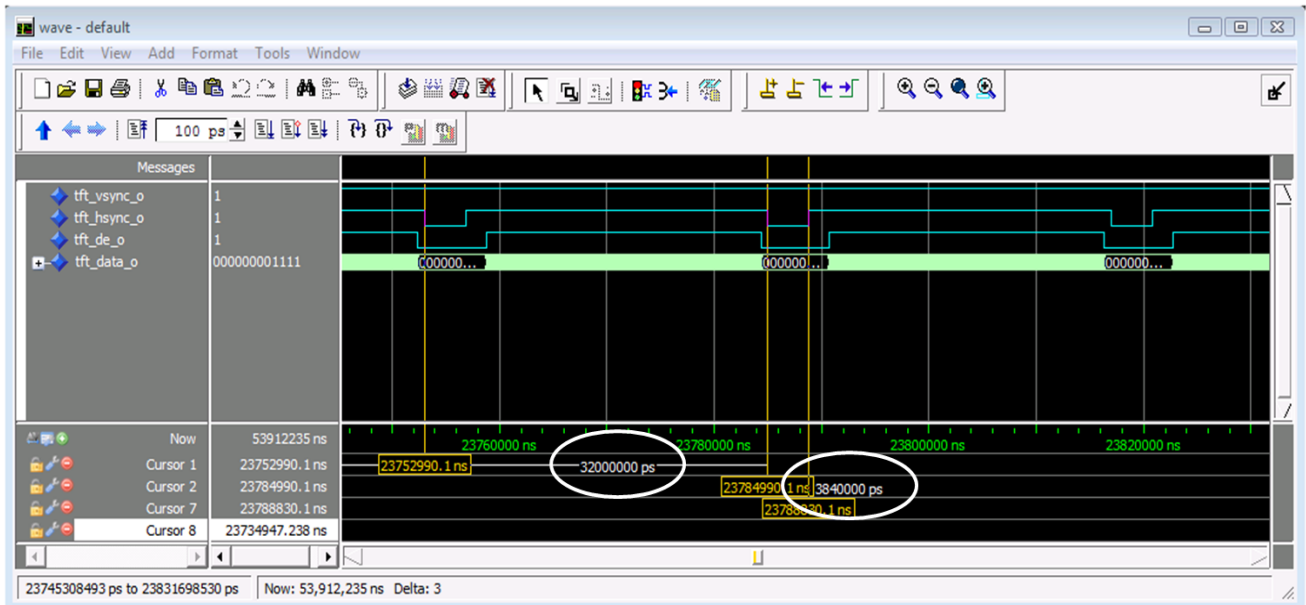 wave - default
File Edit View Add Format Tools Window
100 ps
Messages
tft_vsync_o 1
tft_hsync_o 1
tft_de_o 1
tft_data_o 000000001111 000000... 000000... 000000...
Now 53912235 ns 23760000 ns 23780000 ns 23800000 ns 23820000 ns
Cursor 1 23752990.1 ns 23752990.1 ns 32000000 ps
Cursor 2 23784990.1 ns 23784990.1 ns 3840000 ps
Cursor 7 23788830.1 ns 23788830.1 ns
Cursor 8 23734947.238 ns
23745308493 ps to 23831698530 ps Now: 53,912,235 ns Delta: 3